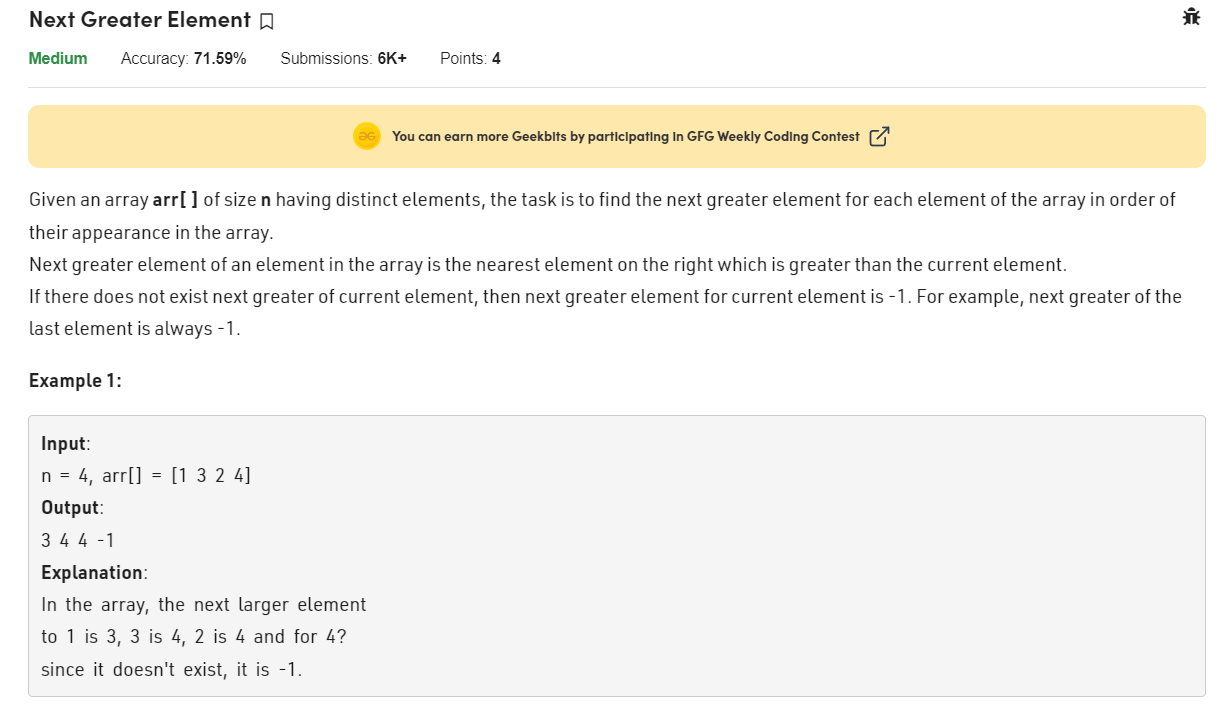 Next Greater Element
Medium Accuracy: 71.59% Submissions: 6K+ Points: 4
You can earn more Geekbits by participating in GFG Weekly Coding Contest
Given an array arr[ ] of size n having distinct elements, the task is to find the next greater element for each element of the array in order of
their appearance in the array.
Next greater element of an element in the array is the nearest element on the right which is greater than the current element.
If there does not exist next greater of current element, then next greater element for current element is -1. For example, next greater of the
last element is always -1.
Example 1:
Input:
n = 4, arr[] = [1 3 2 4]
Output:
3 4 4 -1
Explanation:
In the array, the next larger element
to 1 is 3, 3 is 4, 2 is 4 and for 4?
since it doesn't exist, it is -1.